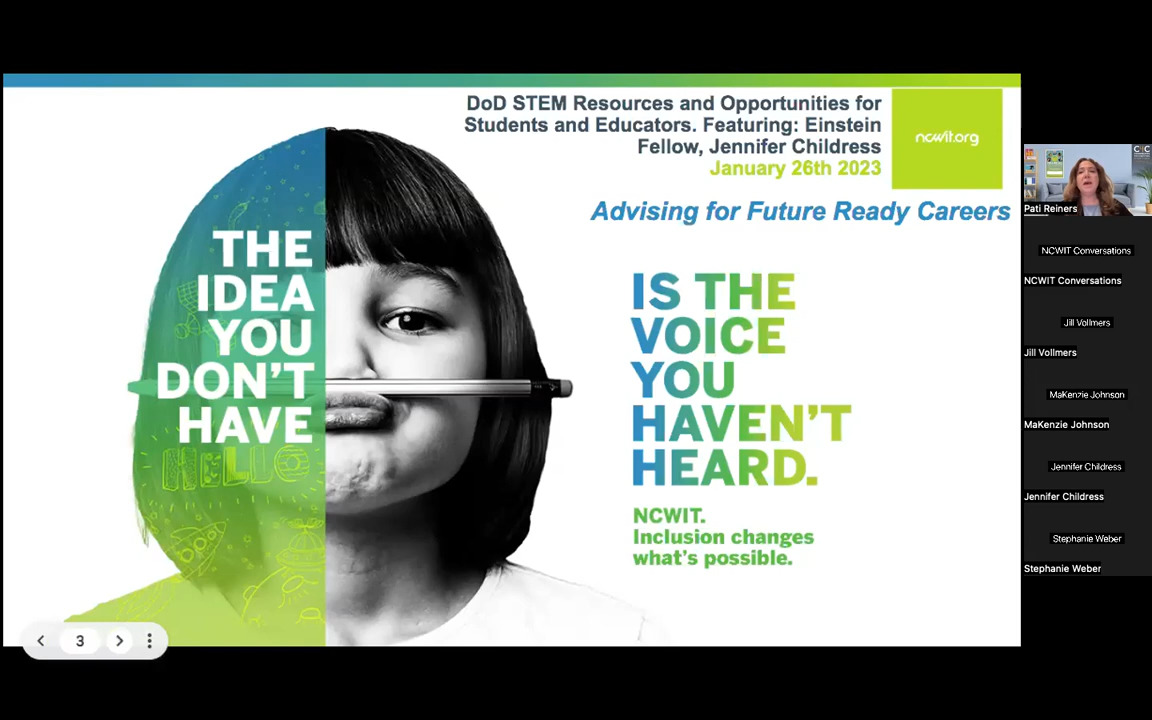 DoD STEM Resources and Opportunities for
Students and Educators. Featuring: Einstein
Fellow, Jennifer Childress
January 26th 2023
ncwit.org
Advising for Future Ready Careers
THE
IDEA
YOU
DON'T
HAVE
HELLO
IS THE
VOICE
YOU
HAVEN'T
HEARD.
NCWIT.
Inclusion changes
what's possible.
3
Pati Reiners
NCWIT Conversations
NCWIT Conversations
Jill Vollmers
Jill Vollmers
MaKenzie Johnson
MaKenzie Johnson
Jennifer Childress
Jennifer Childress
Stephanie Weber
Stephanie Weber